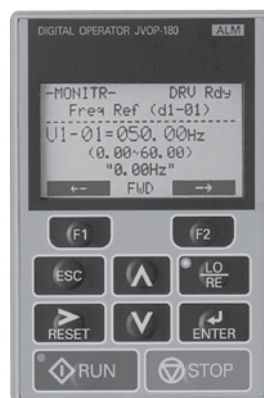 DIGITAL OPERATOR JVOP-180 ALM
-MONITR- DRV Rdy
Freq Ref (d1-01)
U1-01=050.00Hz
(0.00~60.00)
"0.00Hz"
← FWD →
F1 F2
ESC ∧ LO/RE
> RESET ∨ ENTER
RUN STOP